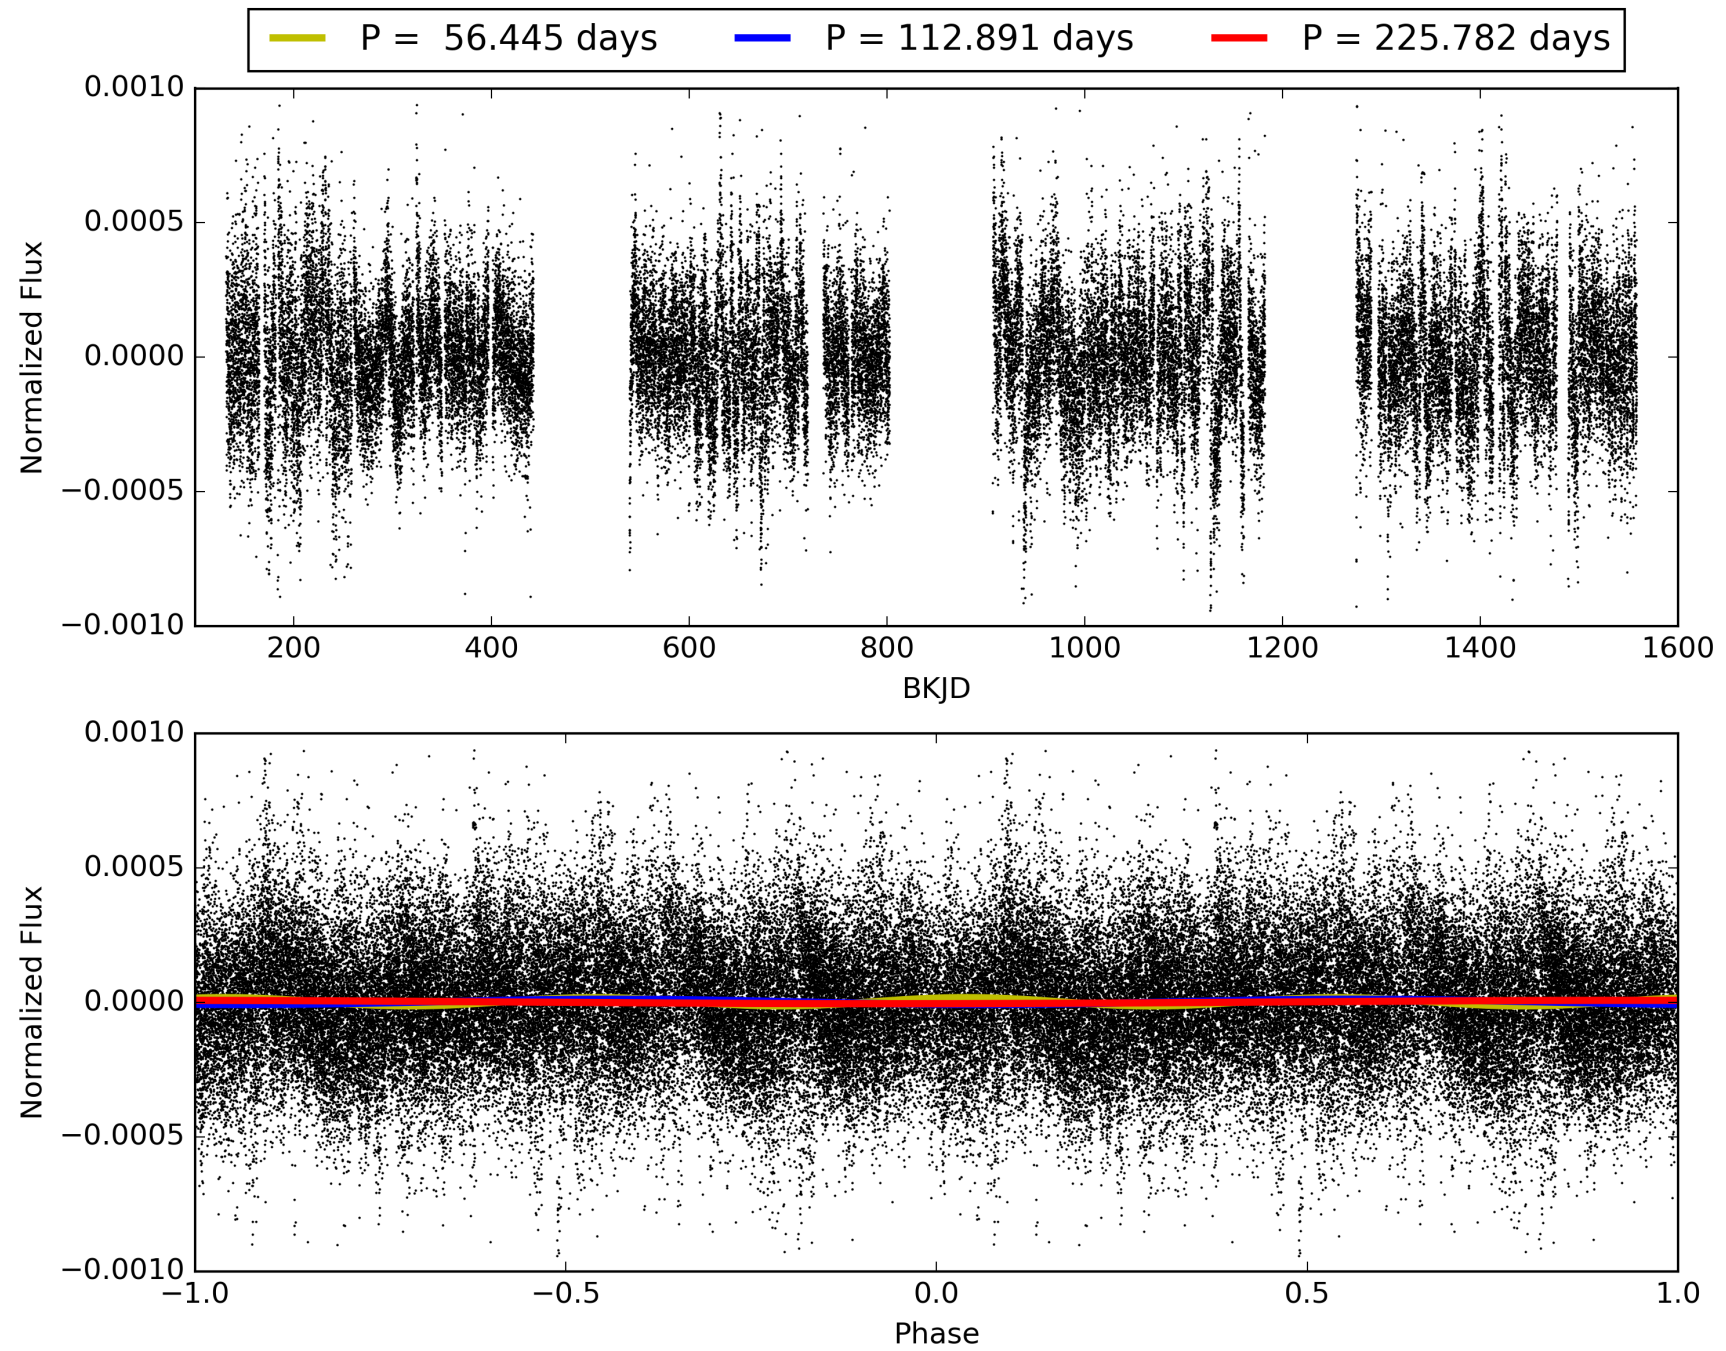 P = 56.445 days P = 112.891 days P = 225.782 days
0.0010
0.0005
0.0000
−0.0005
−0.0010
Normalized Flux
200 400 600 800 1000 1200 1400 1600
BKJD
0.0010
0.0005
0.0000
−0.0005
−0.0010
Normalized Flux
−1.0 −0.5 0.0 0.5 1.0
Phase